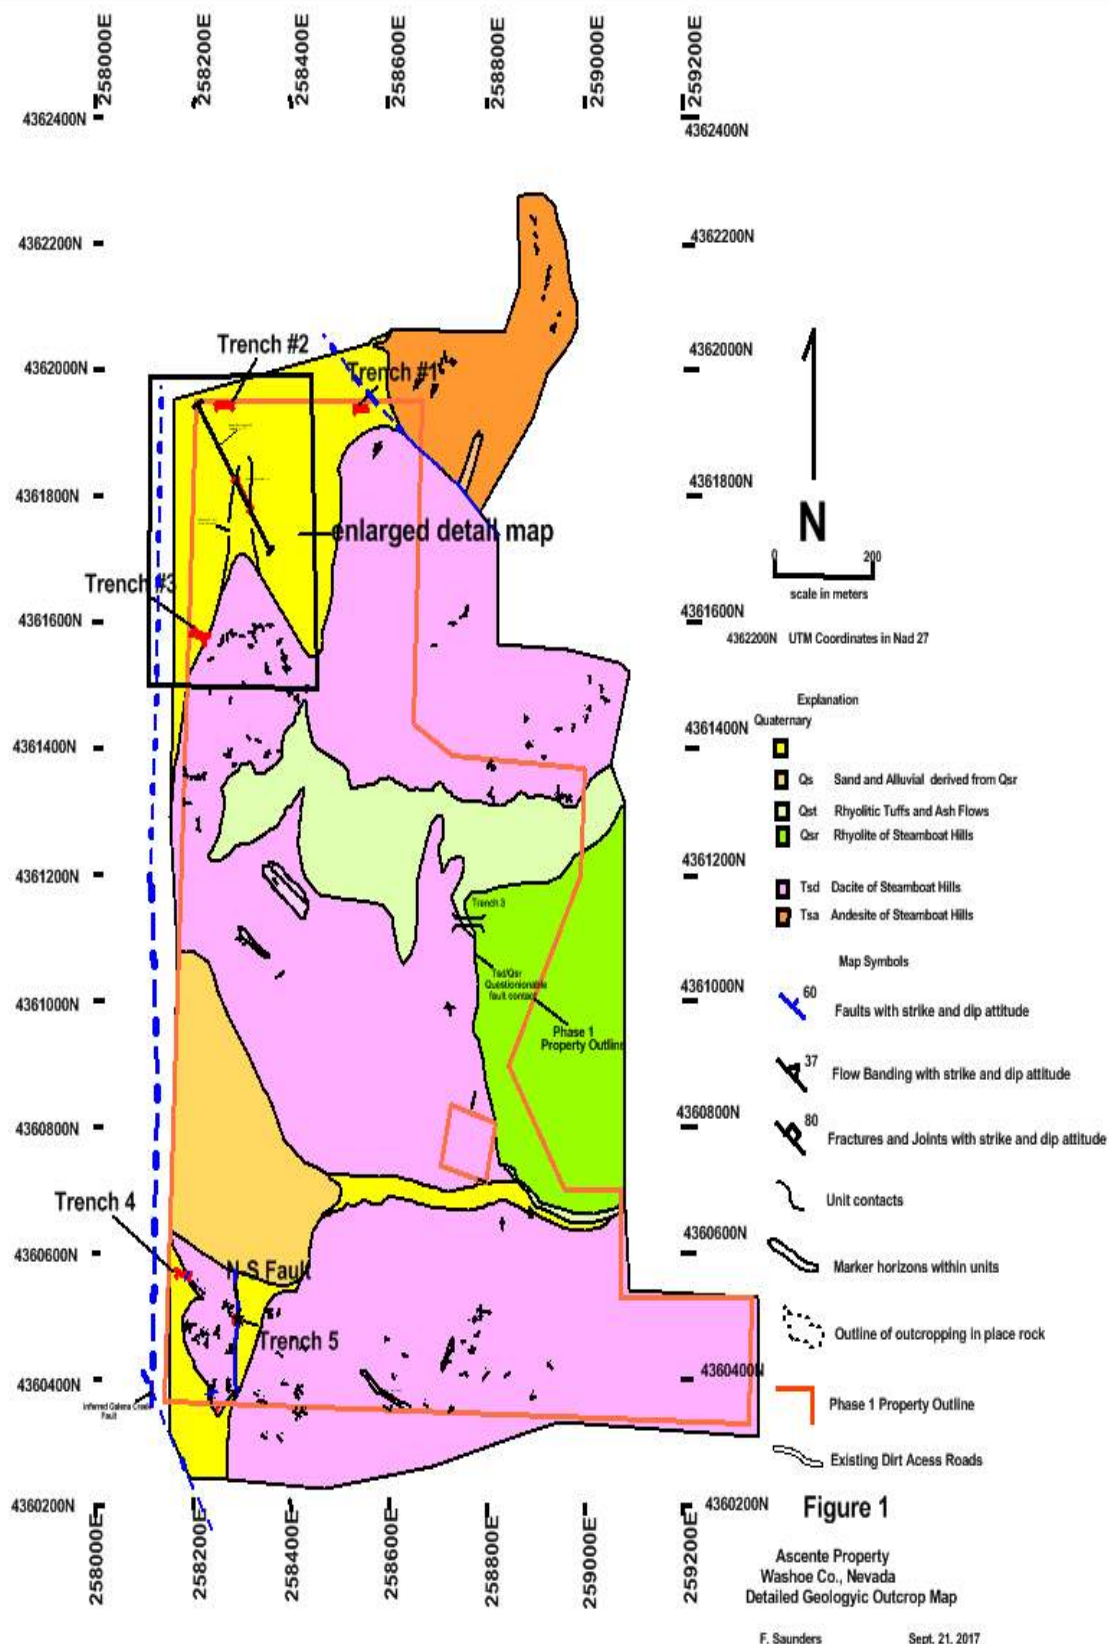 258000E
258200E
258400E
258600E
258800E
259000E
259200E
4362400N
4362400N
4362200N
4362200N
Trench #2
4362000N
4362000N
Trench #1
4361800N
4361800N
enlarged detail map
N
0
200
scale in meters
Trench #3
4361600N
4361600N
4362200N UTM Coordinates in Nad 27
Explanation
Quaternary
4361400N
4361400N
Qs Sand and Alluvial derived from Qsr
Qst Rhyolitic Tuffs and Ash Flows
Qsr Rhyolite of Steamboat Hills
4361200N
4361200N
Tsd Dacite of Steamboat Hills
Tsa Andesite of Steamboat Hills
Trench 3
Map Symbols
Tsd/Qsr
Questionionable
fault contact
4361000N
4361000N
60
Faults with strike and dip attitude
Phase 1
Property Outline
37
Flow Banding with strike and dip attitude
4360800N
4360800N
80
Fractures and Joints with strike and dip attitude
Trench 4
Unit contacts
4360600N
4360600N
N-S Fault
Marker horizons within units
Trench 5
Outline of outcropping in place rock
4360400N
4360400N
Inferred Galena Creek
Fault
Phase 1 Property Outline
Existing Dirt Acess Roads
4360200N
4360200N
258000E
258200E
258400E
258600E
258800E
259000E
259200E
Figure 1
Ascente Property
Washoe Co., Nevada
Detailed Geologyic Outcrop Map
F. Saunders Sept. 21, 2017